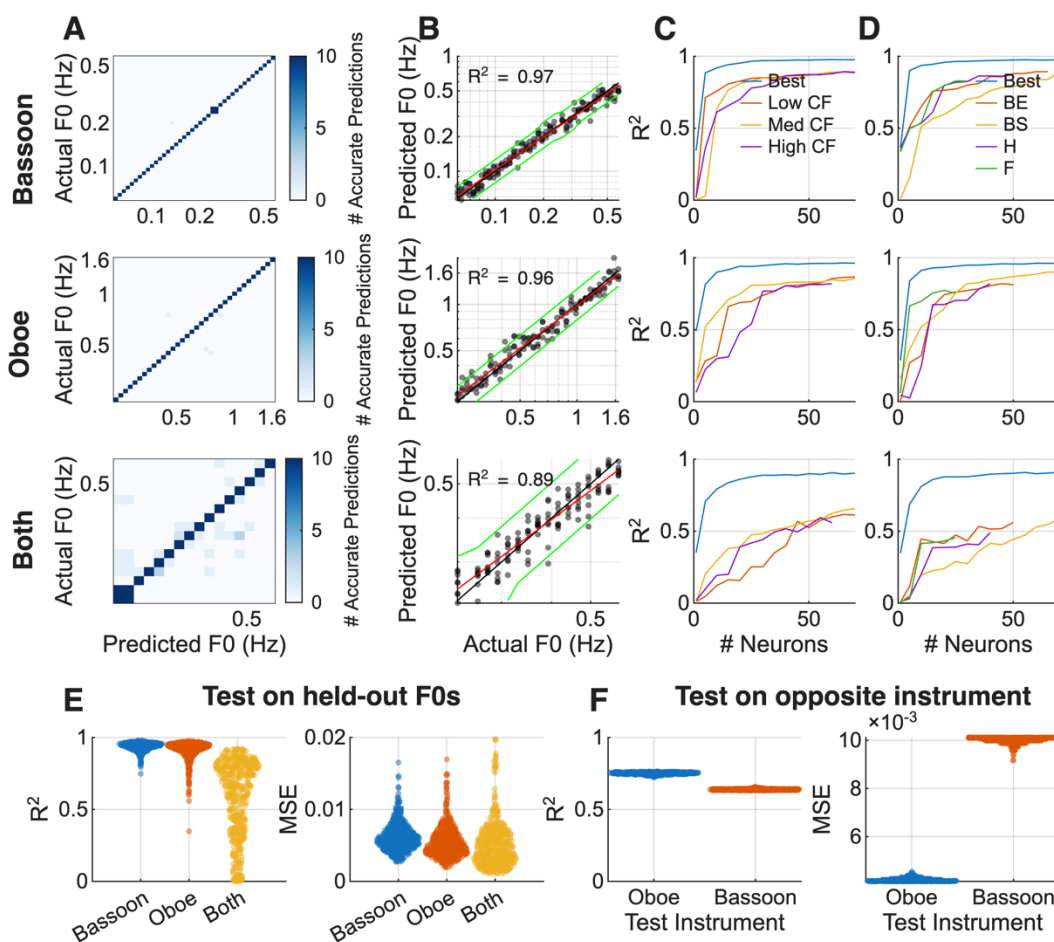 A
B
C
D
Bassoon
Actual F0 (Hz)
0.5
0.2
0.1
0.1
0.2
0.5
10
5
0
# Accurate Predictions
Predicted F0 (Hz)
1
0.4
0.2
0.1
R² = 0.97
0.1
0.2
0.5
R²
1
0.5
0
50
Best
Low CF
Med CF
High CF
1
0.5
0
50
Best
BE
BS
H
F
Oboe
Actual F0 (Hz)
1.6
1
0.5
0.5
1
1.6
10
5
0
# Accurate Predictions
Predicted F0 (Hz)
1.6
1
0.5
R² = 0.96
0.5
1
1.6
R²
1
0.5
0
50
1
0.5
0
50
Both
Actual F0 (Hz)
0.5
0.5
Predicted F0 (Hz)
10
5
0
# Accurate Predictions
Predicted F0 (Hz)
0.5
R² = 0.89
0.5
Actual F0 (Hz)
R²
1
0.5
0
0
50
# Neurons
1
0.5
0
0
50
# Neurons
E
Test on held-out F0s
R²
1
0.5
0
Bassoon
Oboe
Both
MSE
0.02
0.01
0
Bassoon
Oboe
Both
F
Test on opposite instrument
R²
1
0.5
0
Oboe
Bassoon
Test Instrument
×10⁻³
MSE
10
8
6
Oboe
Bassoon
Test Instrument